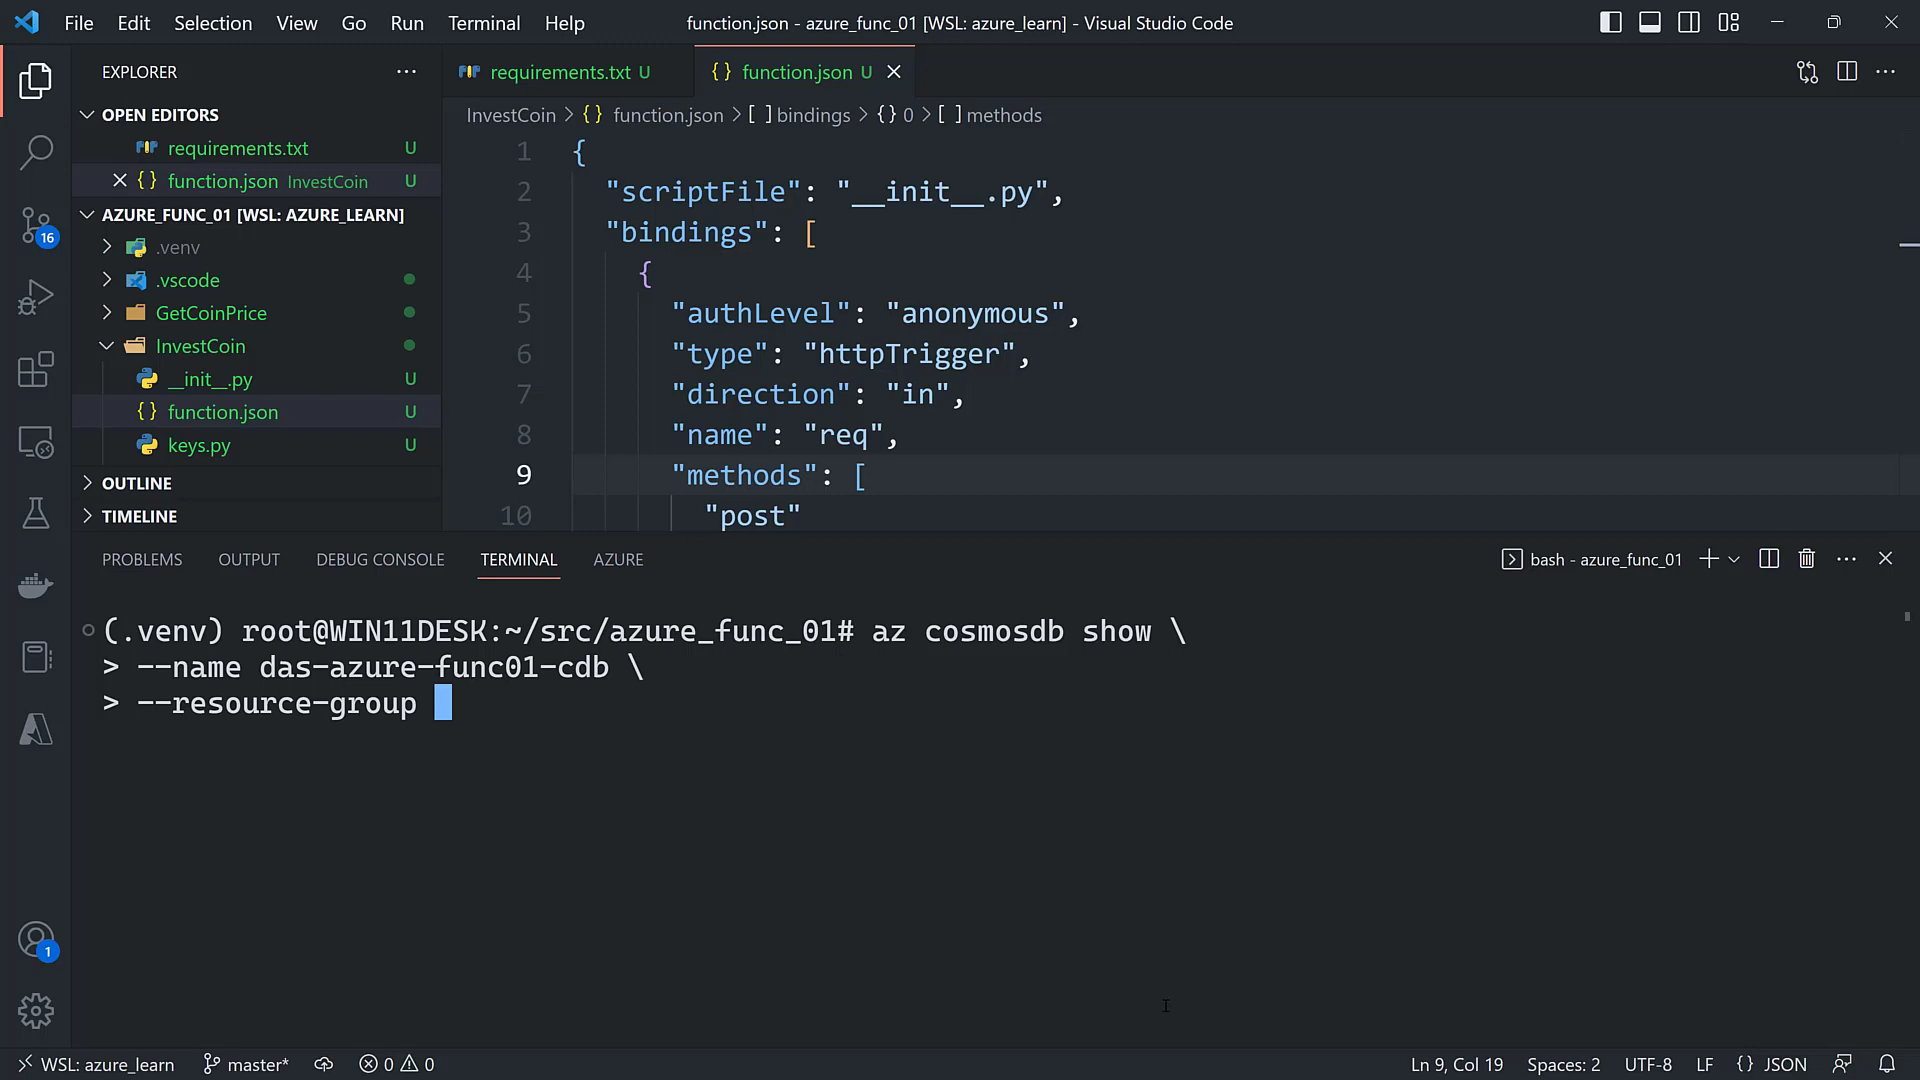 File Edit Selection View Go Run Terminal Help
function.json - azure_func_01 [WSL: azure_learn] - Visual Studio Code
EXPLORER
OPEN EDITORS
requirements.txt U
function.json InvestCoin U
AZURE_FUNC_01 [WSL: AZURE_LEARN]
.venv
.vscode
GetCoinPrice
InvestCoin
__init__.py U
function.json U
keys.py U
OUTLINE
TIMELINE
16
1
requirements.txt U
function.json U
InvestCoin > {} function.json > [ ] bindings > {} 0 > [ ] methods
1 {
2 "scriptFile": "__init__.py",
3 "bindings": [
4 {
5 "authLevel": "anonymous",
6 "type": "httpTrigger",
7 "direction": "in",
8 "name": "req",
9 "methods": [
10 "post"
PROBLEMS OUTPUT DEBUG CONSOLE TERMINAL AZURE
bash - azure_func_01
(.venv) root@WIN11DESK:~/src/azure_func_01# az cosmosdb show \
> --name das-azure-func01-cdb \
> --resource-group
WSL: azure_learn master* 0 0
Ln 9, Col 19 Spaces: 2 UTF-8 LF {} JSON